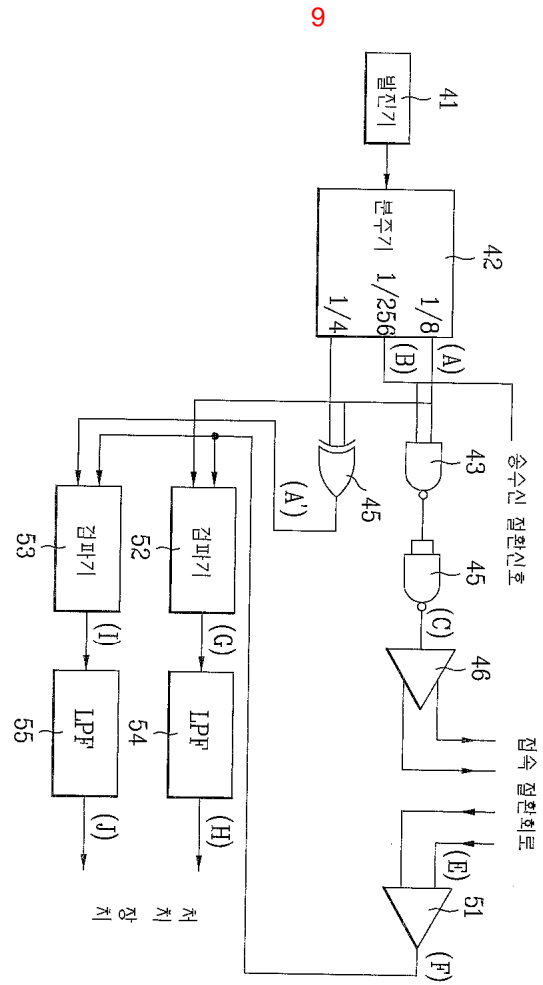 9
발진기
41
분주기
42
1/8
1/256
1/4
(A)
(B)
송수신 절환신호
43
45
(C)
46
접속 절환회로
45
(A')
검파기
52
(G)
LPF
54
(H)
검파기
53
(I)
LPF
55
(J)
(E)
51
(F)
처 치 장 치